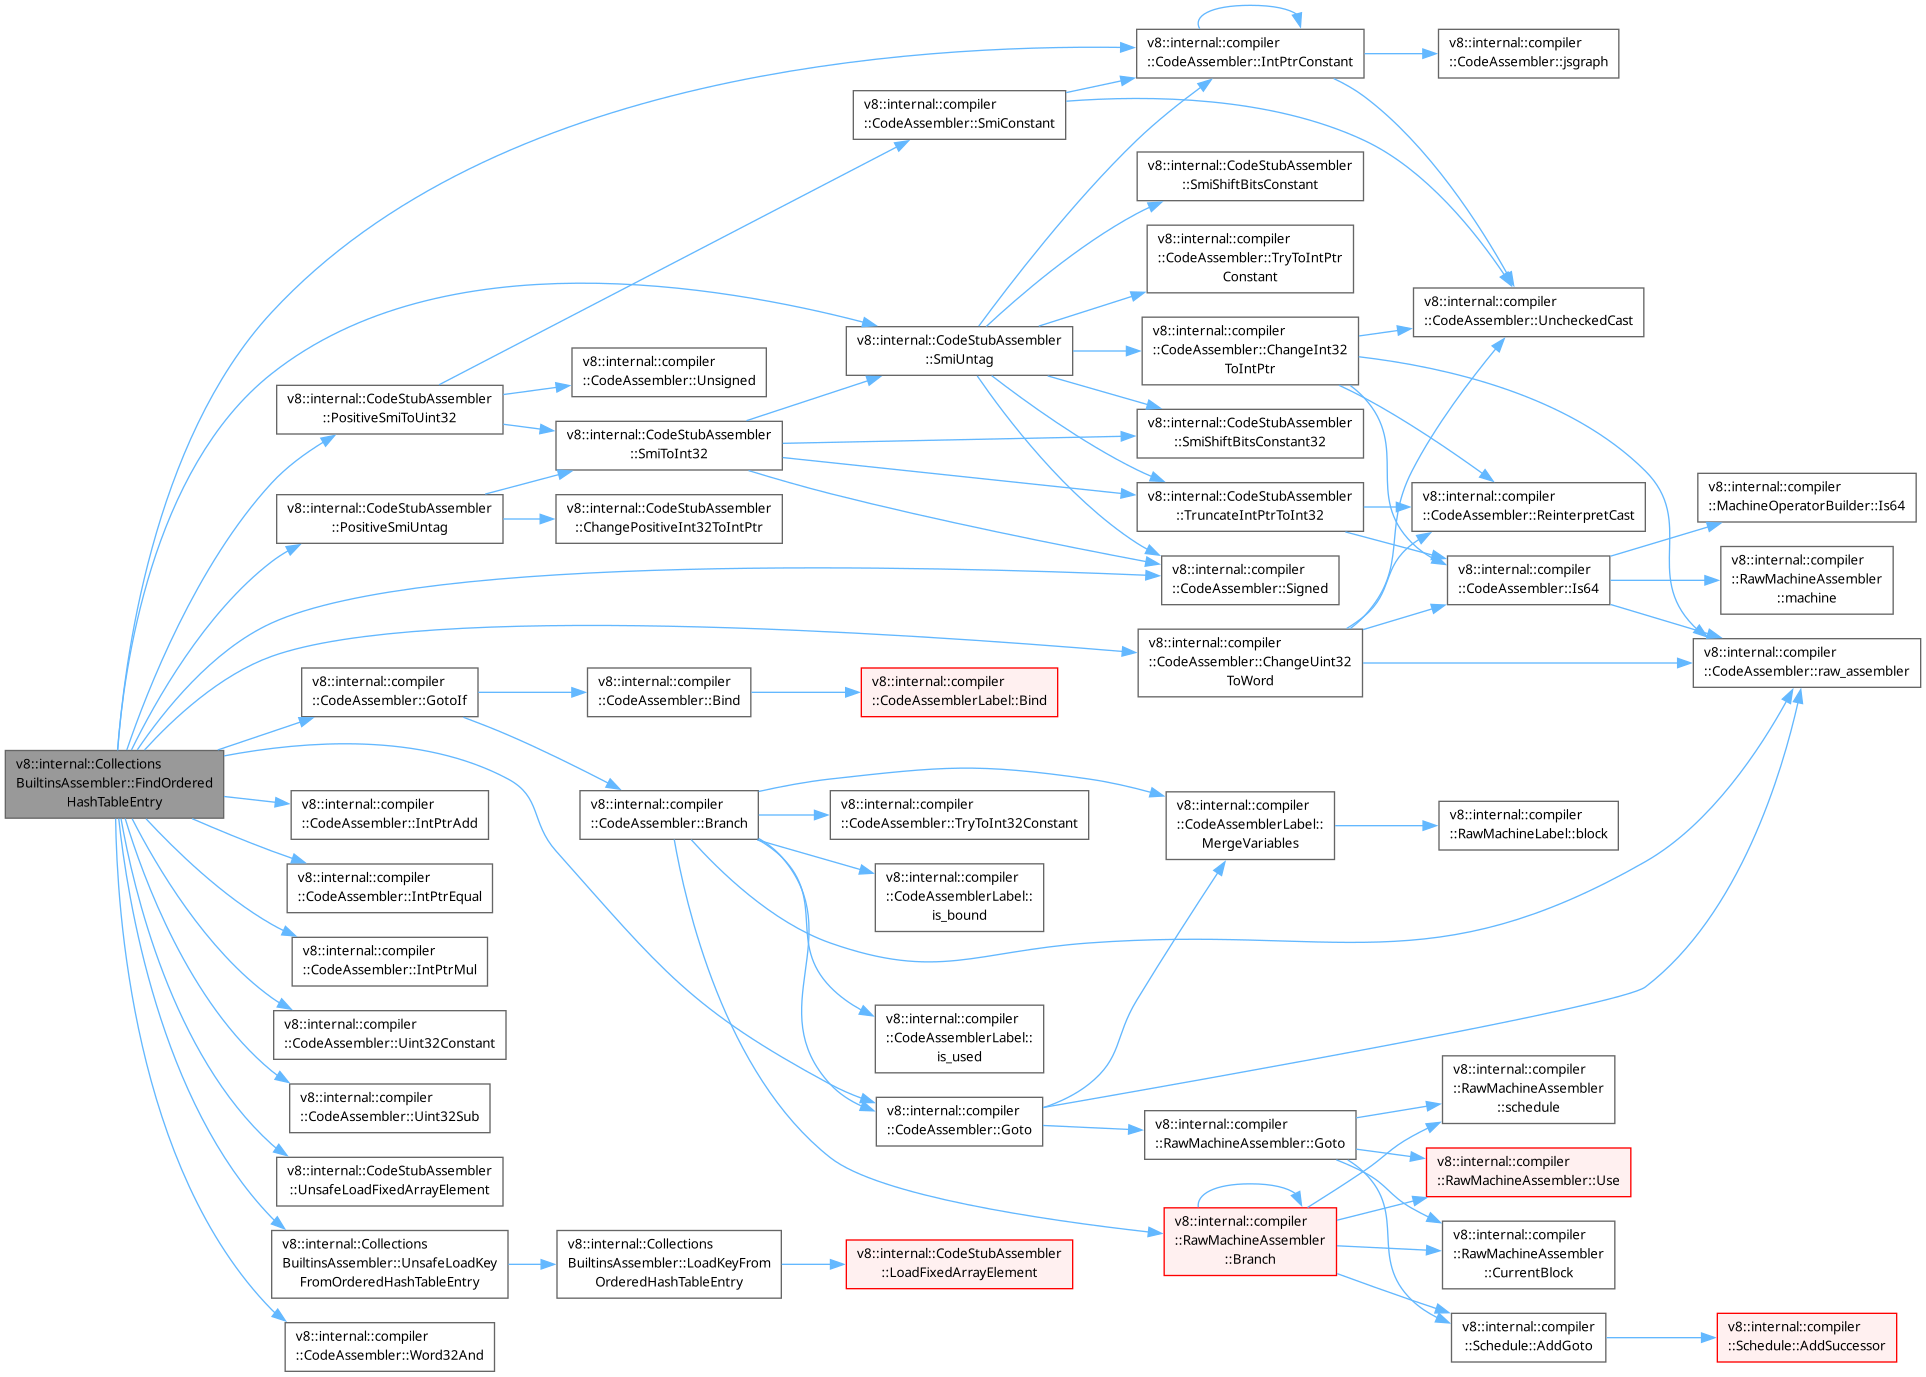 v8::internal::Collections
BuiltinsAssembler::FindOrdered
HashTableEntry
v8::internal::CodeStubAssembler
::PositiveSmiToUint32
v8::internal::CodeStubAssembler
::PositiveSmiUntag
v8::internal::compiler
::CodeAssembler::GotoIf
v8::internal::compiler
::CodeAssembler::IntPtrAdd
v8::internal::compiler
::CodeAssembler::IntPtrEqual
v8::internal::compiler
::CodeAssembler::IntPtrMul
v8::internal::compiler
::CodeAssembler::Uint32Constant
v8::internal::compiler
::CodeAssembler::Uint32Sub
v8::internal::CodeStubAssembler
::UnsafeLoadFixedArrayElement
v8::internal::Collections
BuiltinsAssembler::UnsafeLoadKey
FromOrderedHashTableEntry
v8::internal::compiler
::CodeAssembler::Word32And
v8::internal::compiler
::CodeAssembler::Unsigned
v8::internal::CodeStubAssembler
::SmiToInt32
v8::internal::CodeStubAssembler
::ChangePositiveInt32ToIntPtr
v8::internal::compiler
::CodeAssembler::Bind
v8::internal::compiler
::CodeAssembler::Branch
v8::internal::Collections
BuiltinsAssembler::LoadKeyFrom
OrderedHashTableEntry
v8::internal::compiler
::CodeAssembler::SmiConstant
v8::internal::CodeStubAssembler
::SmiUntag
v8::internal::compiler
::CodeAssemblerLabel::Bind
v8::internal::compiler
::CodeAssembler::TryToInt32Constant
v8::internal::compiler
::CodeAssemblerLabel::
is_bound
v8::internal::compiler
::CodeAssemblerLabel::
is_used
v8::internal::compiler
::CodeAssembler::Goto
v8::internal::CodeStubAssembler
::LoadFixedArrayElement
v8::internal::compiler
::CodeAssembler::IntPtrConstant
v8::internal::CodeStubAssembler
::SmiShiftBitsConstant
v8::internal::compiler
::CodeAssembler::TryToIntPtr
Constant
v8::internal::compiler
::CodeAssembler::ChangeInt32
ToIntPtr
v8::internal::CodeStubAssembler
::SmiShiftBitsConstant32
v8::internal::CodeStubAssembler
::TruncateIntPtrToInt32
v8::internal::compiler
::CodeAssembler::Signed
v8::internal::compiler
::CodeAssembler::ChangeUint32
ToWord
v8::internal::compiler
::CodeAssemblerLabel::
MergeVariables
v8::internal::compiler
::RawMachineAssembler::Goto
v8::internal::compiler
::RawMachineAssembler
::Branch
v8::internal::compiler
::CodeAssembler::jsgraph
v8::internal::compiler
::CodeAssembler::UncheckedCast
v8::internal::compiler
::CodeAssembler::ReinterpretCast
v8::internal::compiler
::CodeAssembler::Is64
v8::internal::compiler
::RawMachineLabel::block
v8::internal::compiler
::RawMachineAssembler
::schedule
v8::internal::compiler
::RawMachineAssembler::Use
v8::internal::compiler
::RawMachineAssembler
::CurrentBlock
v8::internal::compiler
::Schedule::AddGoto
v8::internal::compiler
::MachineOperatorBuilder::Is64
v8::internal::compiler
::RawMachineAssembler
::machine
v8::internal::compiler
::CodeAssembler::raw_assembler
v8::internal::compiler
::Schedule::AddSuccessor